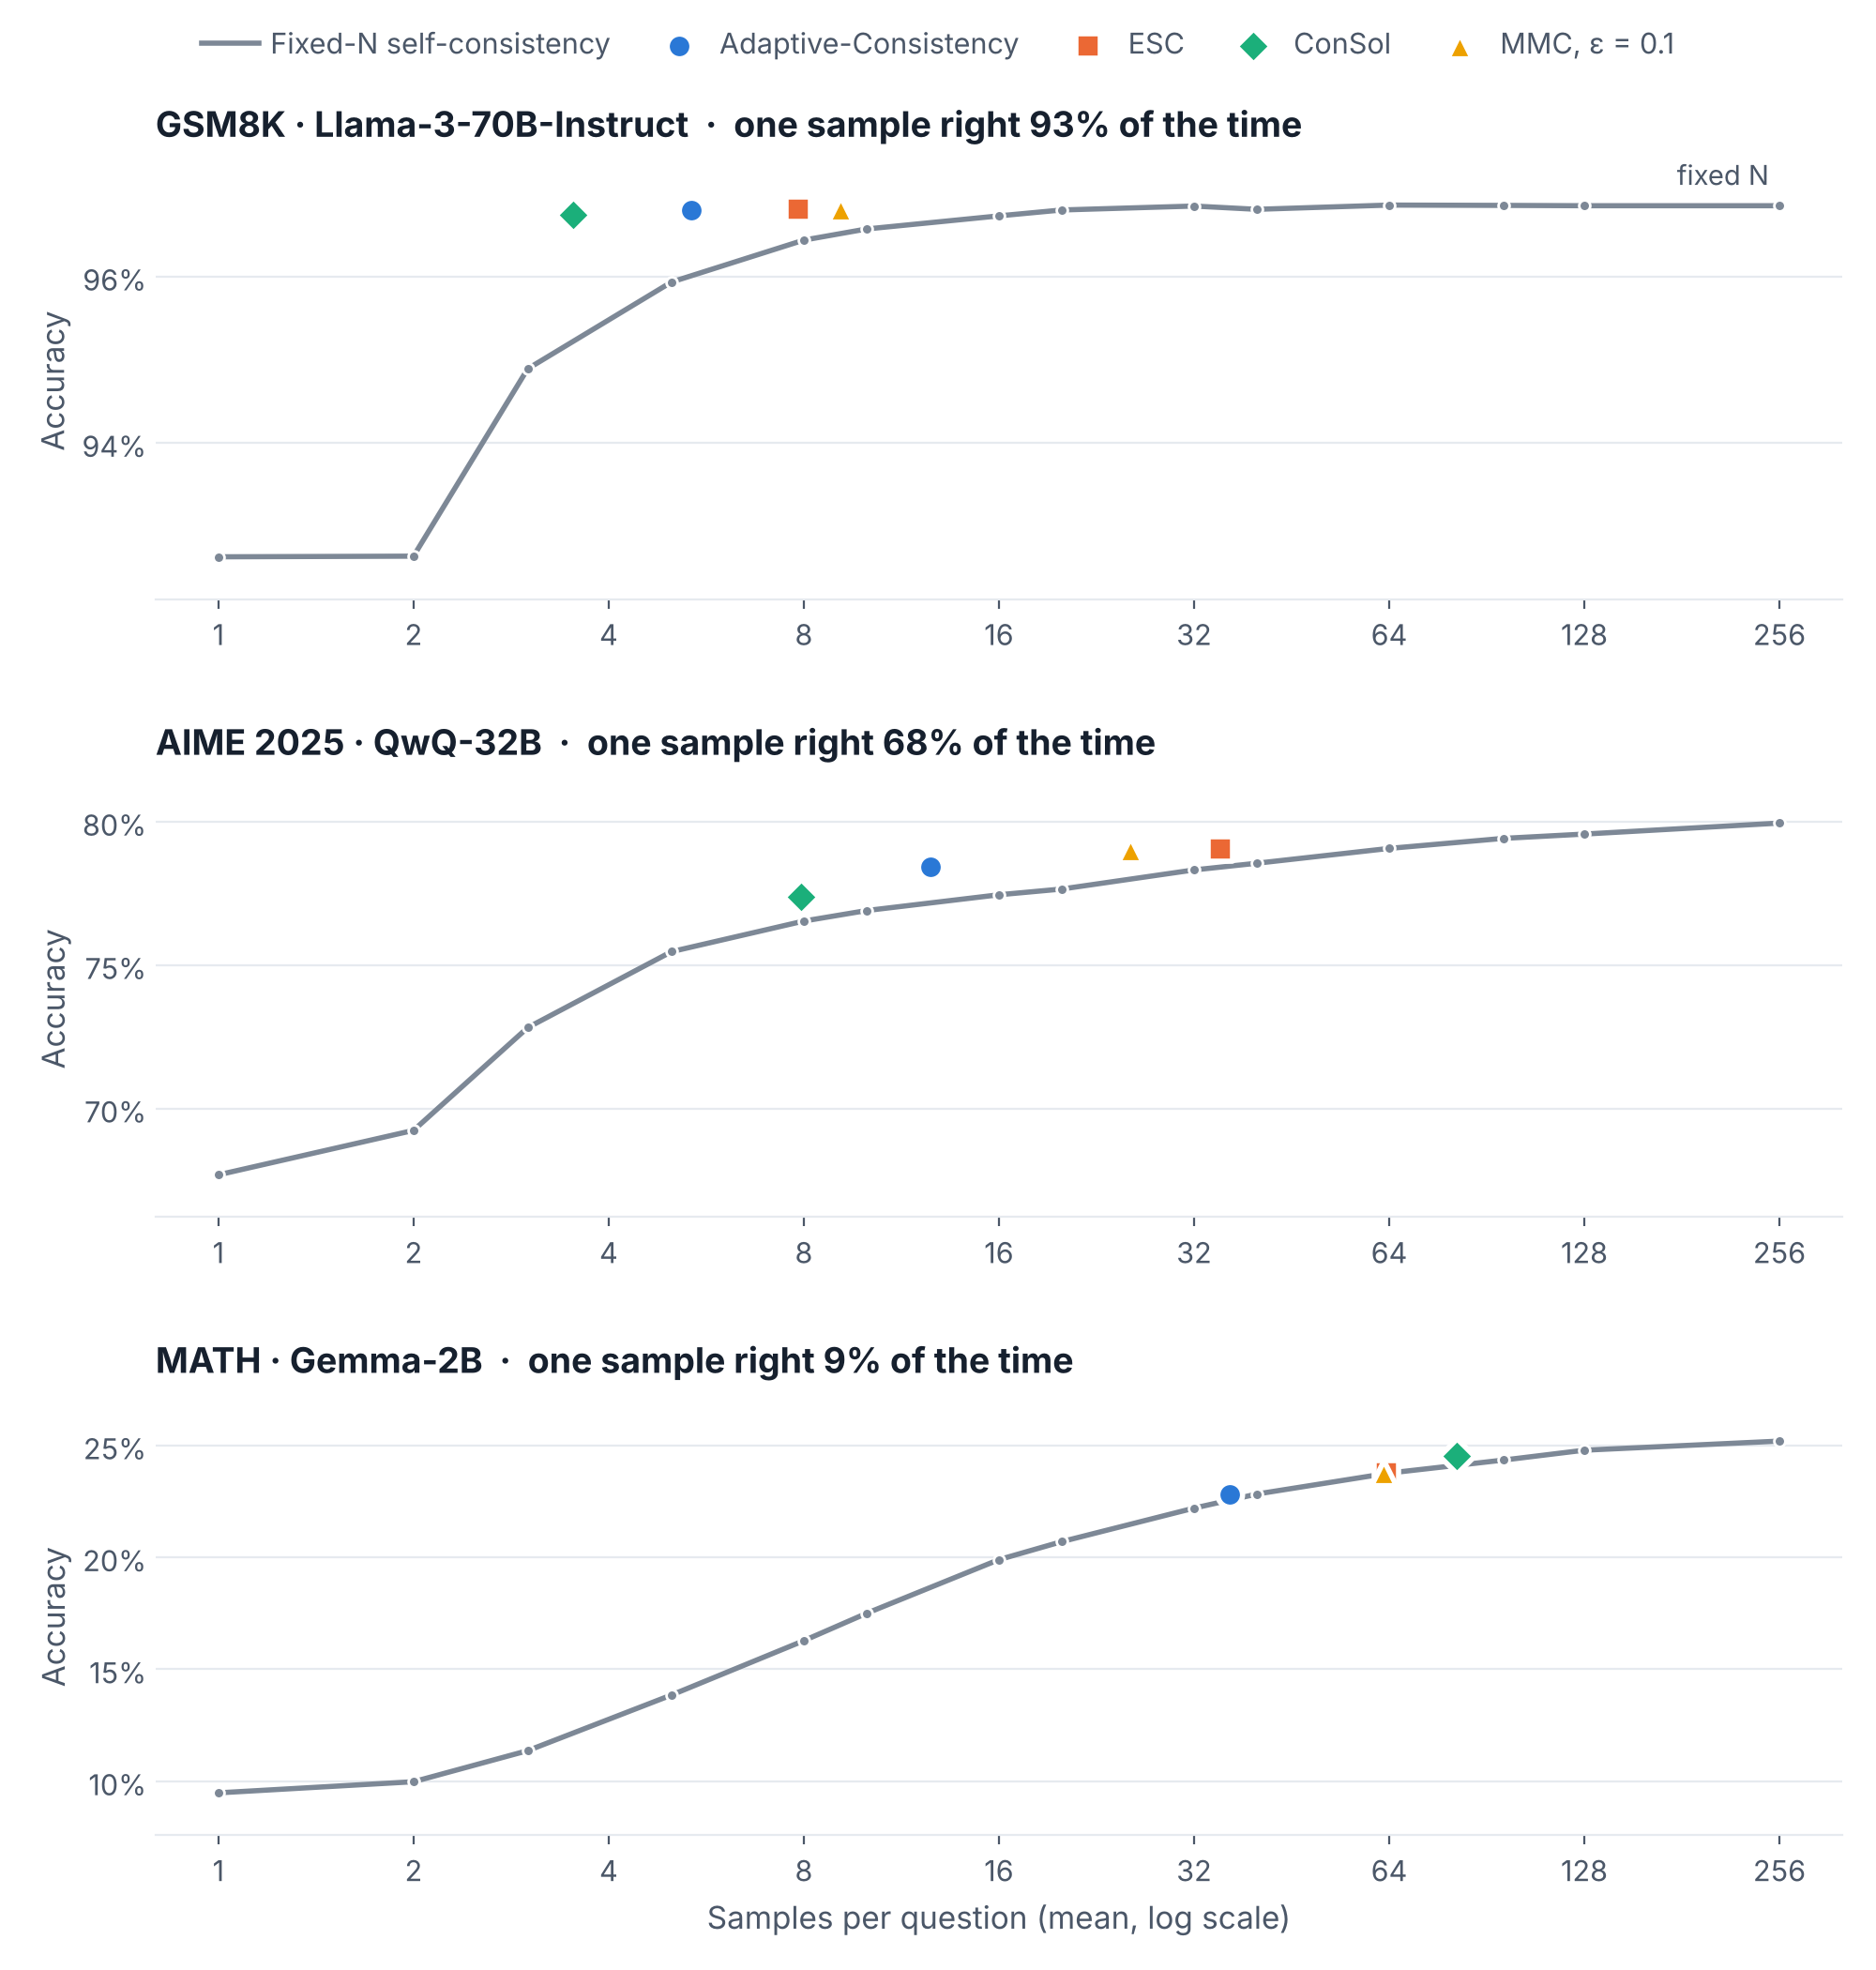 Fixed-N self-consistency Adaptive-Consistency ESC ConSol MMC, ε = 0.1
GSM8K · Llama-3-70B-Instruct · one sample right 93% of the time
fixed N
96%
94%
Accuracy
1 2 4 8 16 32 64 128 256
AIME 2025 · QwQ-32B · one sample right 68% of the time
80%
75%
70%
Accuracy
1 2 4 8 16 32 64 128 256
MATH · Gemma-2B · one sample right 9% of the time
25%
20%
15%
10%
Accuracy
1 2 4 8 16 32 64 128 256
Samples per question (mean, log scale)